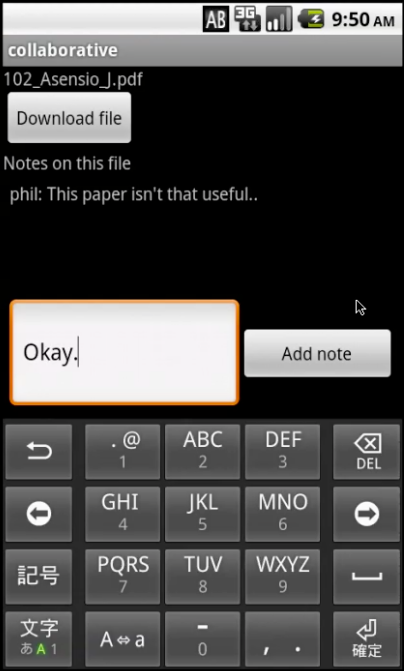 AB 3G 9:50 AM
collaborative
102_Asensio_J.pdf
Download file
Notes on this file
phil: This paper isn't that useful..
Okay.
Add note
. @ ABC DEF
1 2 3 DEL
GHI JKL MNO
4 5 6
記号 PQRS TUV WXYZ
7 8 9
文字 A⇔a - , .
あA1 0 確定